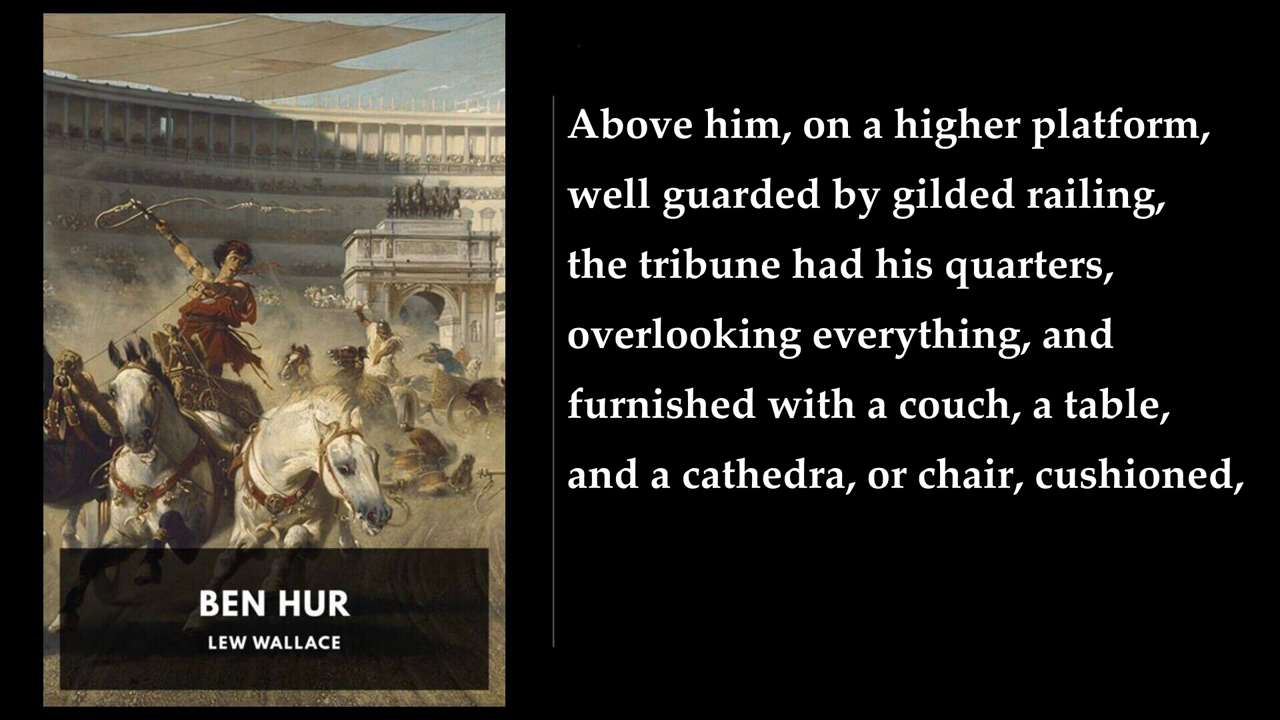 BEN HUR
LEW WALLACE
Above him, on a higher platform,
well guarded by gilded railing,
the tribune had his quarters,
overlooking everything, and
furnished with a couch, a table,
and a cathedra, or chair, cushioned,